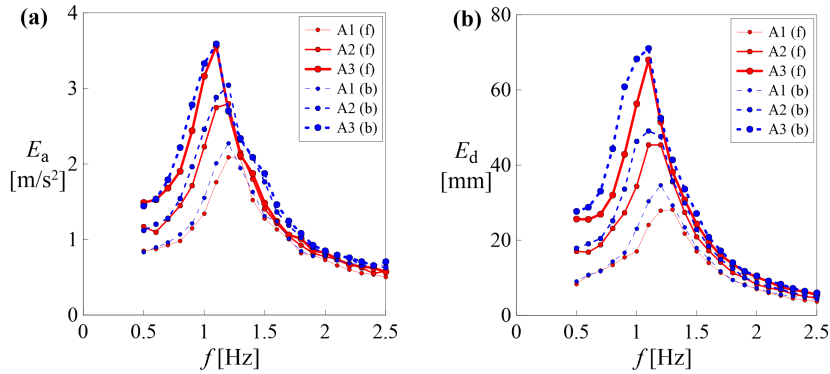 (a)
4
3
2
1
0
E_a
[m/s²]
A1 (f)
A2 (f)
A3 (f)
A1 (b)
A2 (b)
A3 (b)
0 0.5 1 1.5 2 2.5
f [Hz]
(b)
80
60
40
20
0
E_d
[mm]
A1 (f)
A2 (f)
A3 (f)
A1 (b)
A2 (b)
A3 (b)
0 0.5 1 1.5 2 2.5
f [Hz]